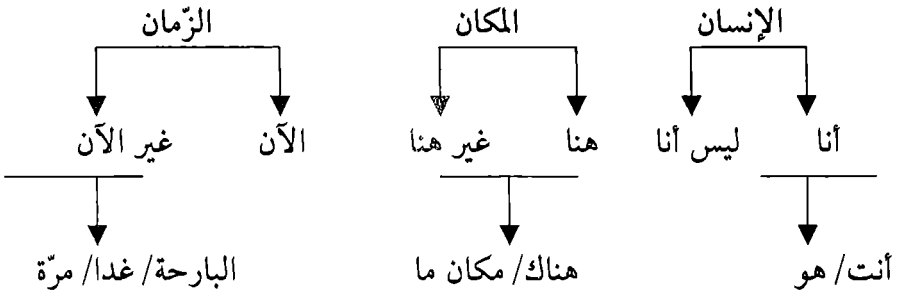 الإنسان المكان الزّمان
أنا ليس أنا هنا غير هنا الآن غير الآن
أنت/ هو هناك/ مكان ما البارحة/ غدا/ مرّة